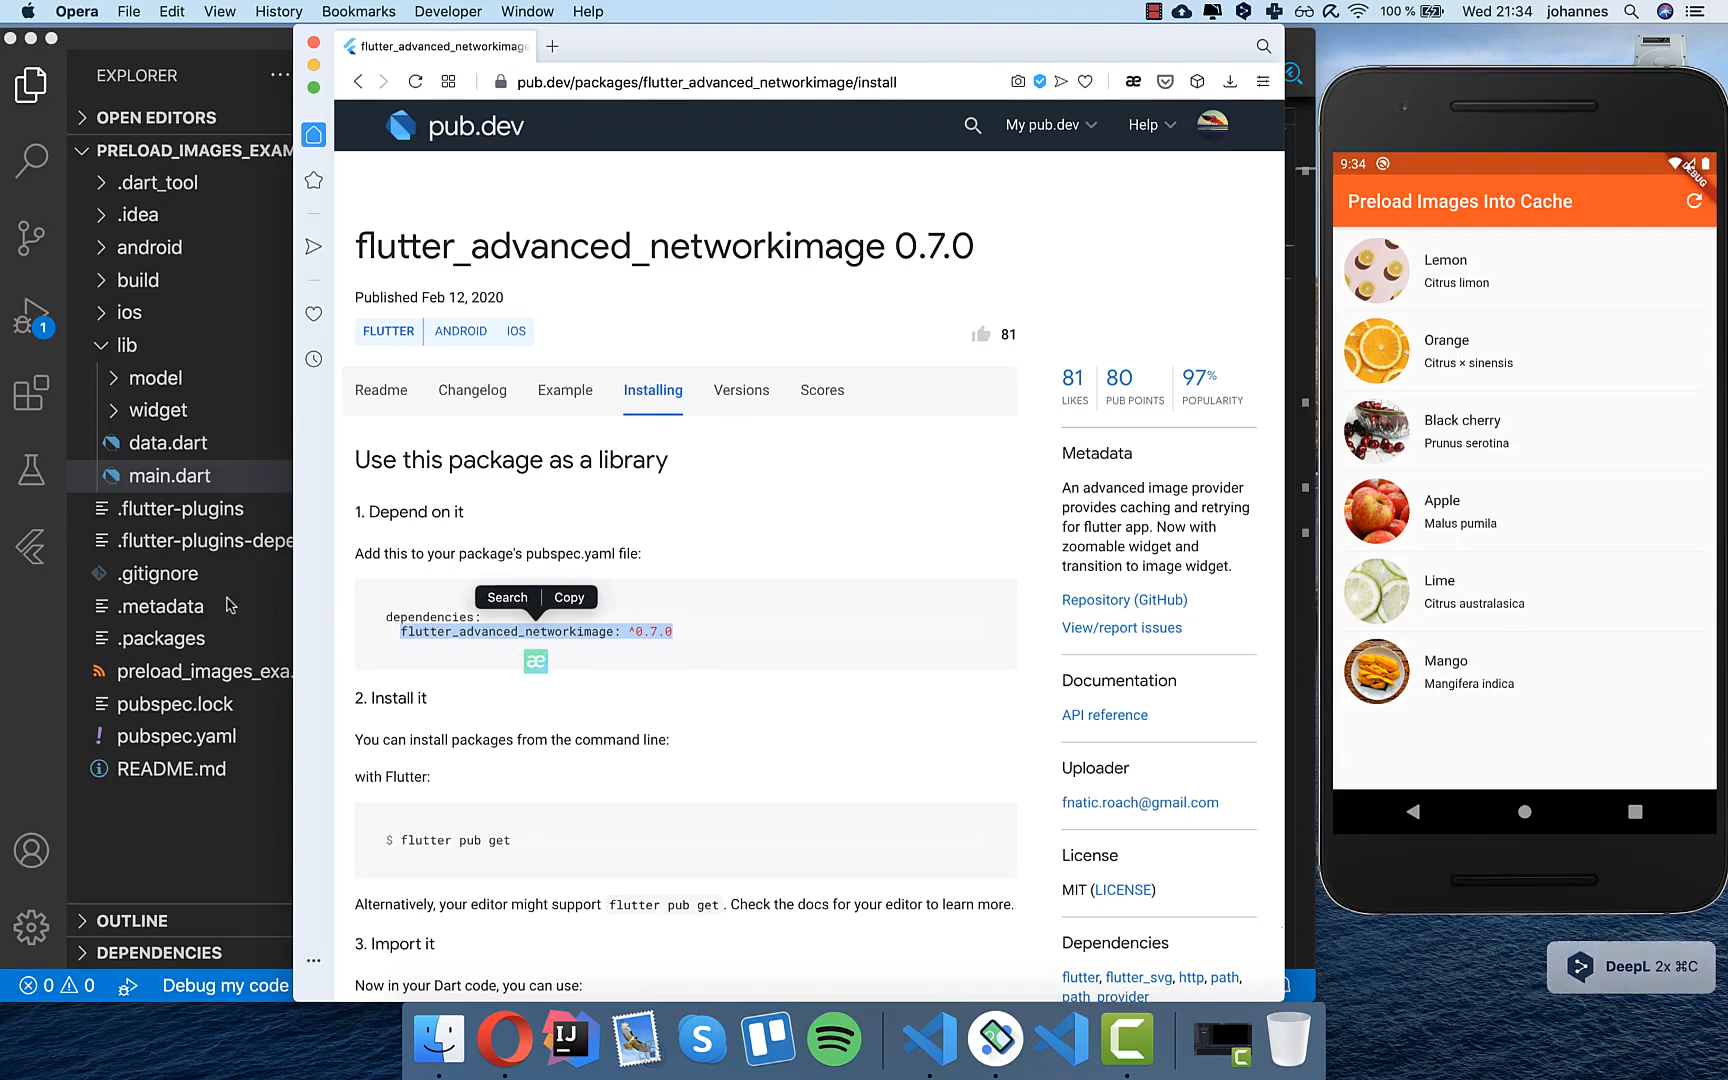 Opera File Edit View History Bookmarks Developer Window Help 100 % Wed 21:34 johannes
EXPLORER
OPEN EDITORS
PRELOAD_IMAGES_EXAM
.dart_tool
.idea
android
build
ios
lib
model
widget
data.dart
main.dart
.flutter-plugins
.flutter-plugins-depe
.gitignore
.metadata
.packages
preload_images_exa.
pubspec.lock
pubspec.yaml
README.md
OUTLINE
DEPENDENCIES
0 0 Debug my code
1
flutter_advanced_networkimage
pub.dev/packages/flutter_advanced_networkimage/install
æ
pub.dev
My pub.dev Help
flutter_advanced_networkimage 0.7.0
Published Feb 12, 2020
FLUTTER ANDROID IOS
81
Readme Changelog Example Installing Versions Scores
Use this package as a library
1. Depend on it
Add this to your package's pubspec.yaml file:
Search Copy
dependencies:
flutter_advanced_networkimage: ^0.7.0
æ
2. Install it
You can install packages from the command line:
with Flutter:
$ flutter pub get
Alternatively, your editor might support flutter pub get. Check the docs for your editor to learn more.
3. Import it
Now in your Dart code, you can use:
81 80 97%
LIKES PUB POINTS POPULARITY
Metadata
An advanced image provider
provides caching and retrying
for flutter app. Now with
zoomable widget and
transition to image widget.
Repository (GitHub)
View/report issues
Documentation
API reference
Uploader
fnatic.roach@gmail.com
License
MIT (LICENSE)
Dependencies
flutter, flutter_svg, http, path,
path_provider
9:34
DEBUG
Preload Images Into Cache
Lemon
Citrus limon
Orange
Citrus × sinensis
Black cherry
Prunus serotina
Apple
Malus pumila
Lime
Citrus australasica
Mango
Mangifera indica
DeepL 2x ⌘C
IJ
S
C
C